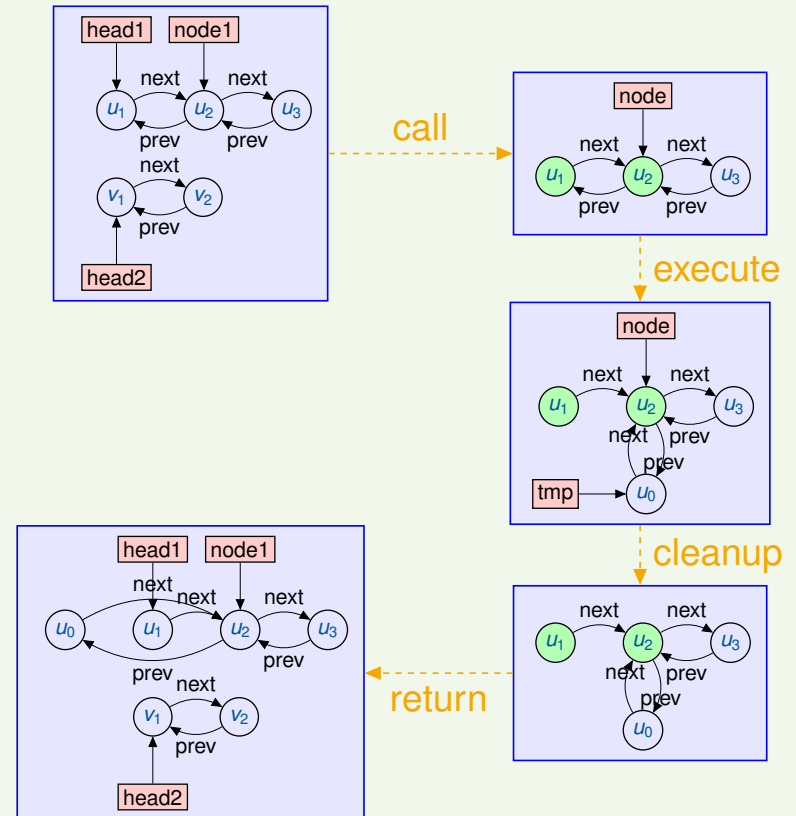 head1 node1
next next
u1 u2 u3
prev prev
next
v1 v2
prev
head2
call
node
next next
u1 u2 u3
prev prev
execute
node
next next
u1 u2 u3
next prev
prev
tmp u0
cleanup
next next
u1 u2 u3
next prev
prev
u0
return
head1 node1
next next next
u0 u1 u2 u3
prev prev
next
v1 v2
prev
head2